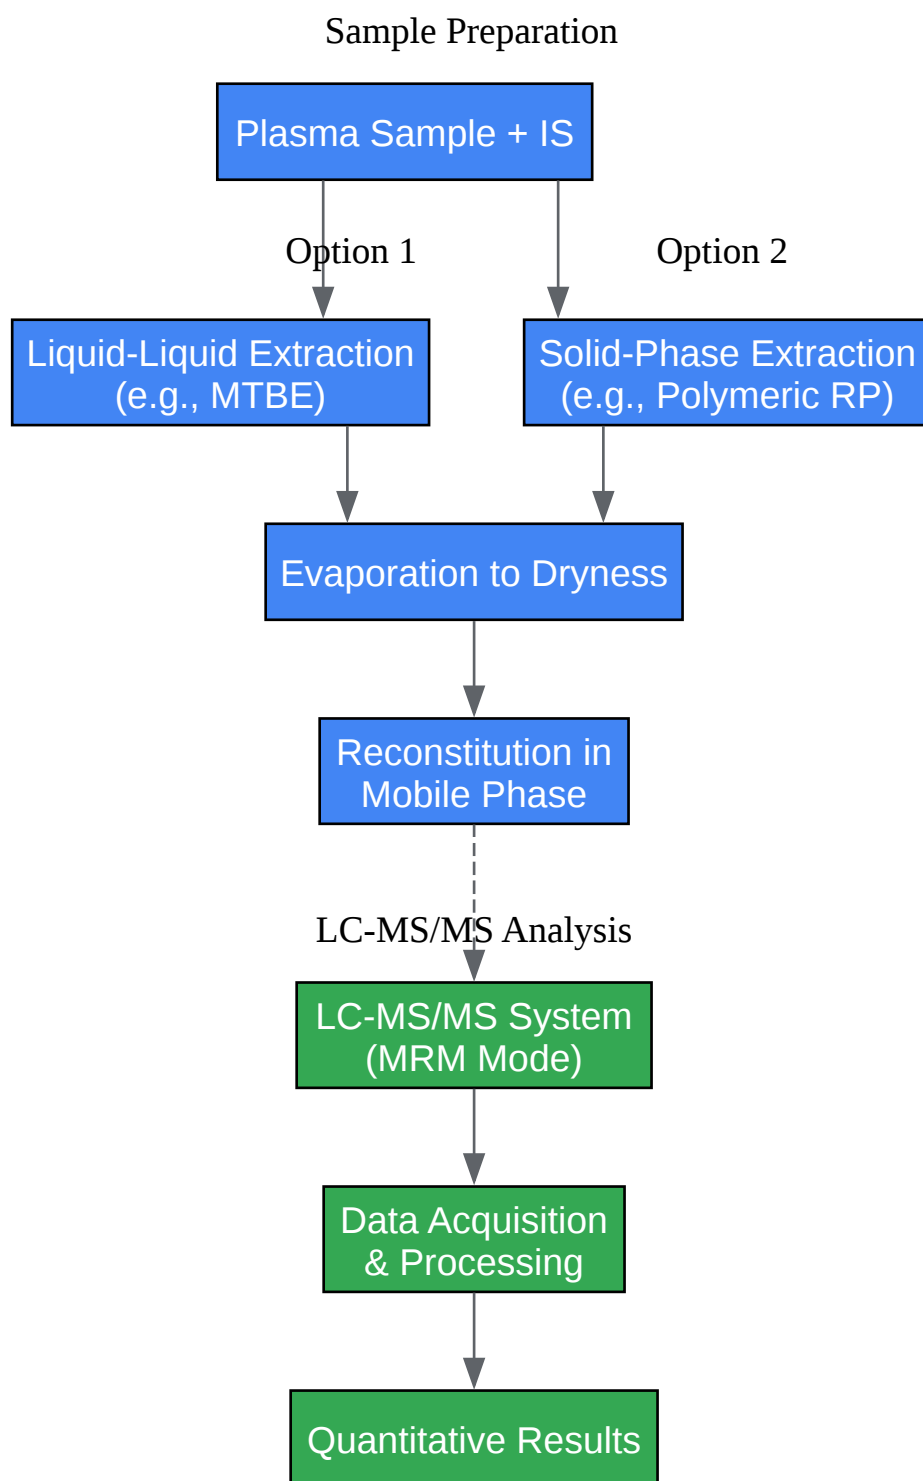 Sample Preparation
Plasma Sample + IS
Option 1
Option 2
Liquid-Liquid Extraction
(e.g., MTBE)
Solid-Phase Extraction
(e.g., Polymeric RP)
Evaporation to Dryness
Reconstitution in
Mobile Phase
LC-MS/MS Analysis
LC-MS/MS System
(MRM Mode)
Data Acquisition
& Processing
Quantitative Results